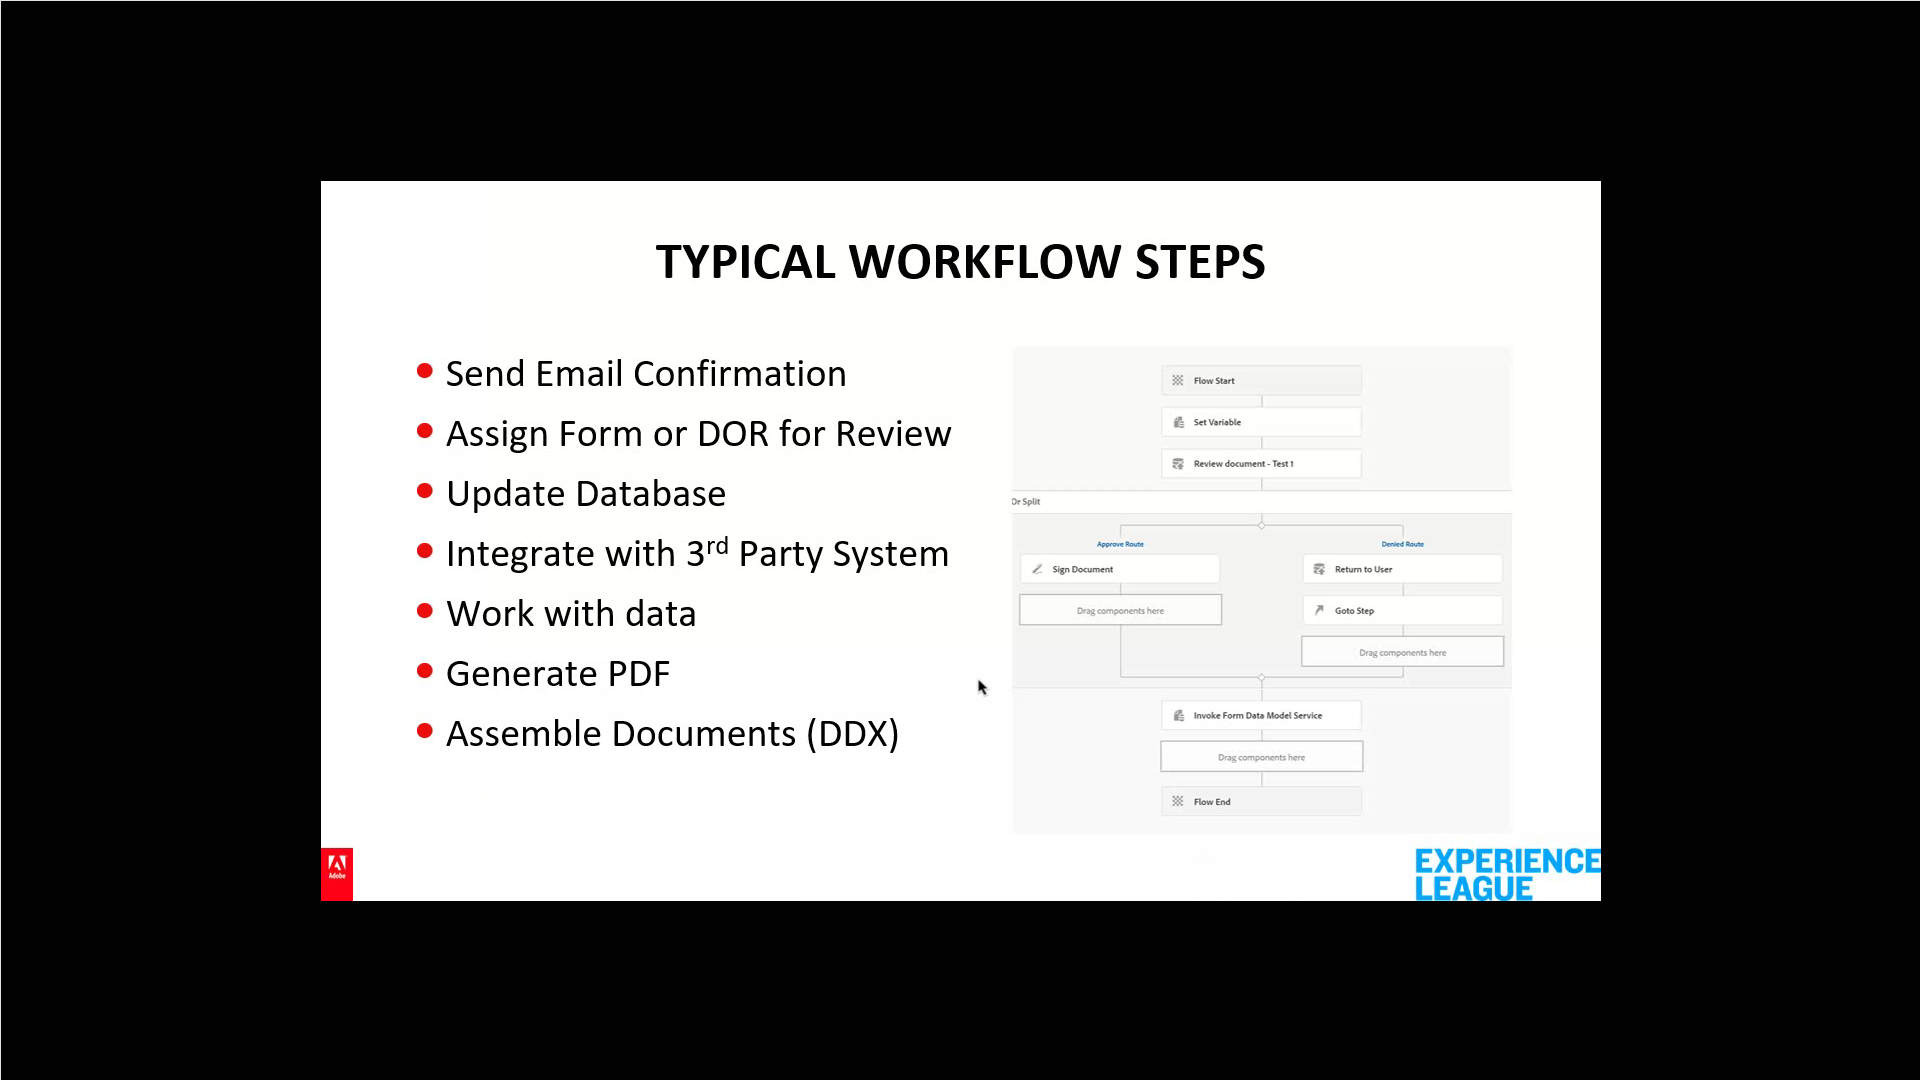 TYPICAL WORKFLOW STEPS
Send Email Confirmation
Assign Form or DOR for Review
Update Database
Integrate with 3rd Party System
Work with data
Generate PDF
Assemble Documents (DDX)
Flow Start
Set Variable
Review document - Test 1
Or Split
Approve Route
Denied Route
Sign Document
Return to User
Drag components here
Goto Step
Drag components here
Invoke Form Data Model Service
Drag components here
Flow End
Adobe
EXPERIENCE
LEAGUE